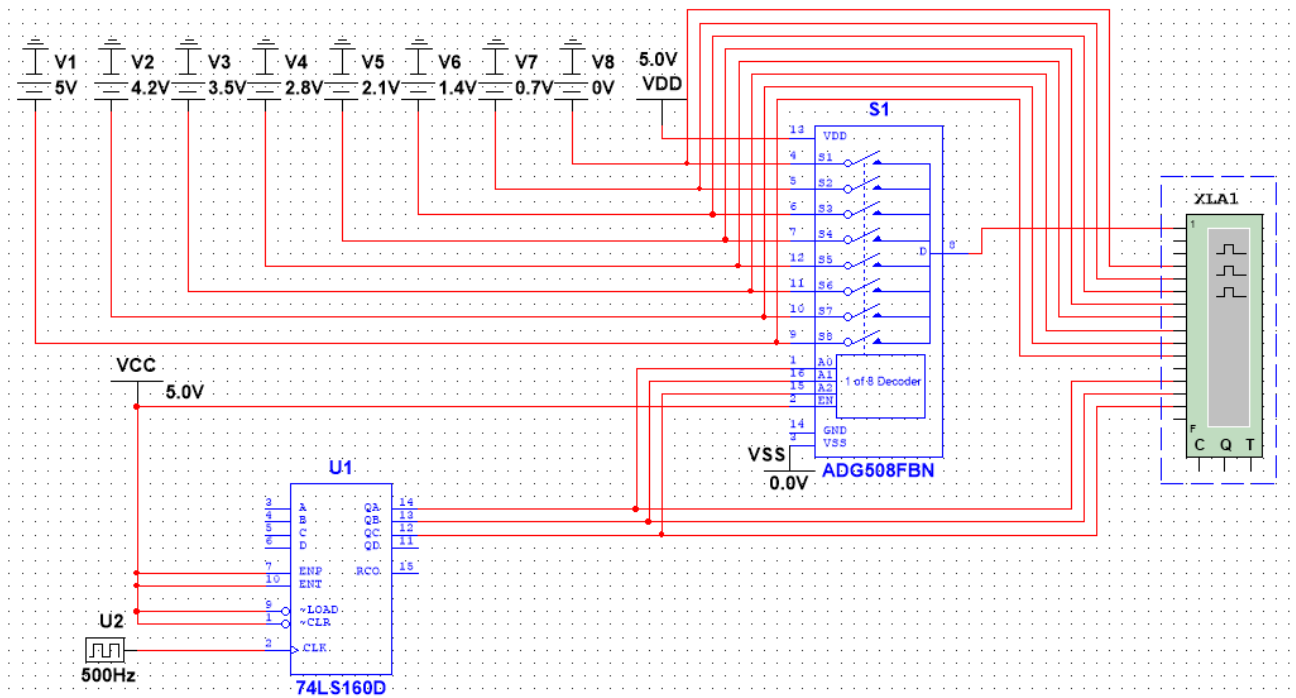 V1 V2 V3 V4 V5 V6 V7 V8
5V 4.2V 3.5V 2.8V 2.1V 1.4V 0.7V 0V
5.0V
VDD
S1
13 VDD
4 S1
5 S2
6 S3
7 S4
12 S5
11 S6
10 S7
9 S8
D 8
1 A0
16 A1
15 A2
2 EN
1 of 8 Decoder
14 GND
3 VSS
ADG508FBN
VSS
0.0V
XLA1
1
F
C Q T
VCC
5.0V
U1
3 A QA 14
4 B QB 13
5 C QC 12
6 D QD 11
7 ENP RCO 15
10 ENT
9 ~LOAD
1 ~CLR
2 CLK
74LS160D
U2
500Hz